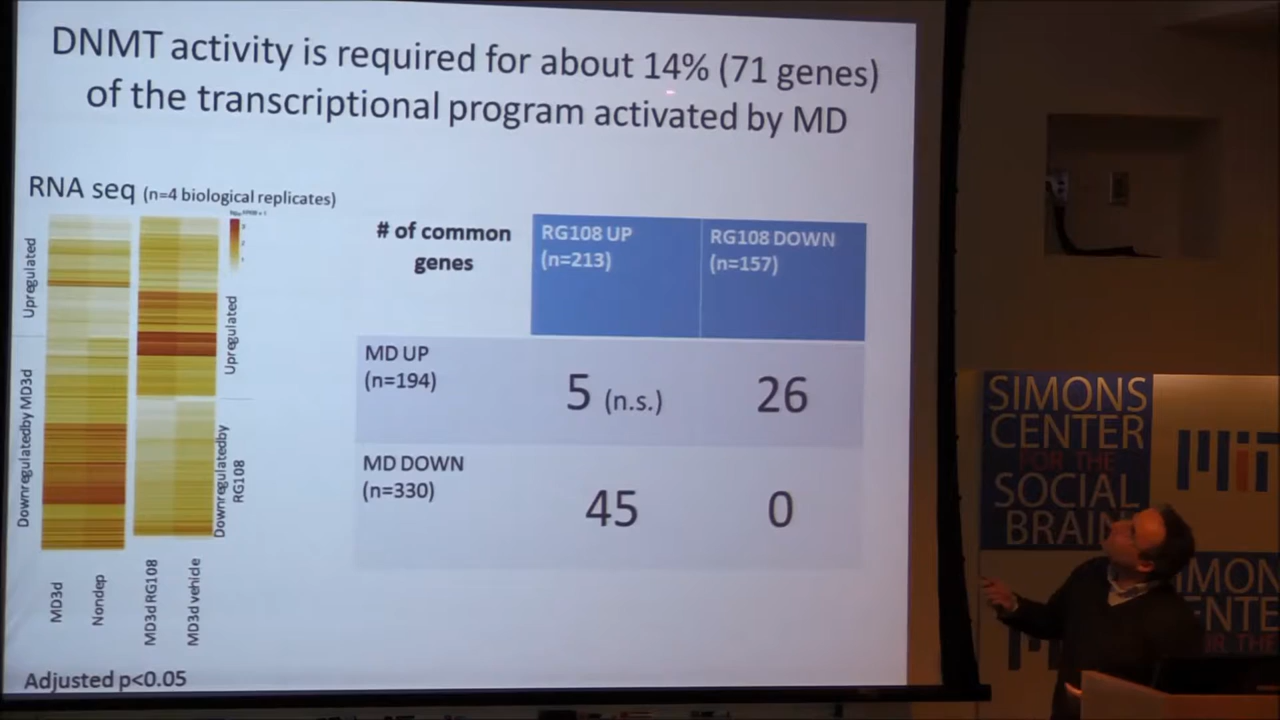 DNMT activity is required for about 14% (71 genes)
of the transcriptional program activated by MD
RNA seq (n=4 biological replicates)
Upregulated
Downregulatedby MD3d
Upregulated
Downregulatedby
RG108
MD3d
Nondep
MD3d RG108
MD3d vehicle
Adjusted p<0.05
# of common
genes
RG108 UP
(n=213)
RG108 DOWN
(n=157)
MD UP
(n=194)
5 (n.s.)
26
MD DOWN
(n=330)
45
0
SIMONS
CENTER
FOR THE
SOCIAL
BRAIN
MIT